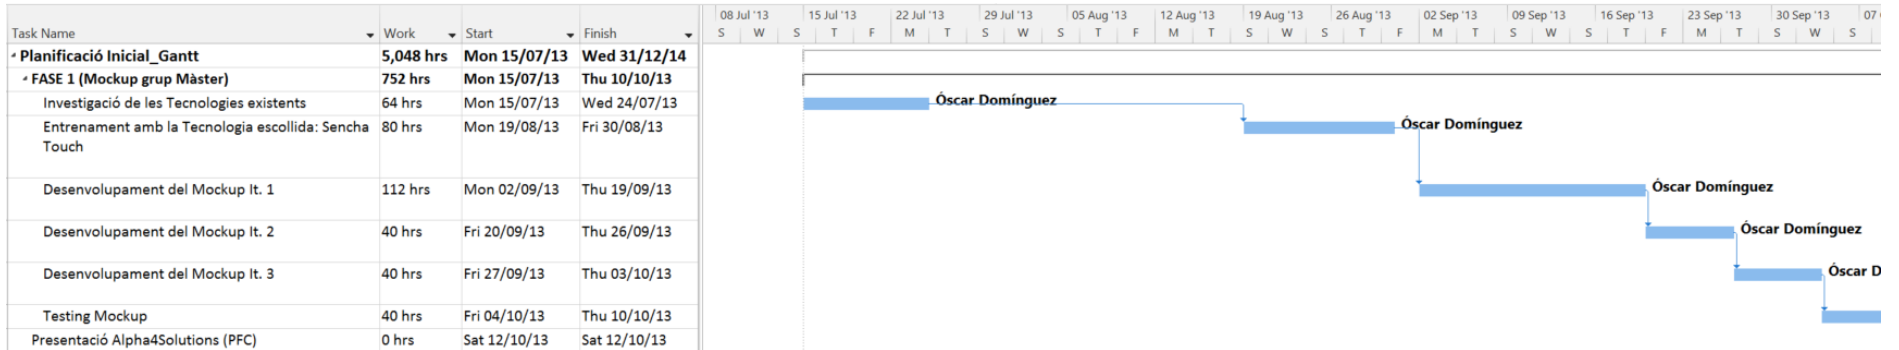 08 Jul '13 15 Jul '13 22 Jul '13 29 Jul '13 05 Aug '13 12 Aug '13 19 Aug '13 26 Aug '13 02 Sep '13 09 Sep '13 16 Sep '13 23 Sep '13 30 Sep '13 07
Task Name Work Start Finish S W S T F M T S W S T F M T S W S T F M T S W S T F M T S W S
Planificació Inicial_Gantt 5,048 hrs Mon 15/07/13 Wed 31/12/14
FASE 1 (Mockup grup Màster) 752 hrs Mon 15/07/13 Thu 10/10/13
Investigació de les Tecnologies existents 64 hrs Mon 15/07/13 Wed 24/07/13 Óscar Domínguez
Entrenament amb la Tecnologia escollida: Sencha 80 hrs Mon 19/08/13 Fri 30/08/13 Óscar Domínguez
Touch
Desenvolupament del Mockup It. 1 112 hrs Mon 02/09/13 Thu 19/09/13 Óscar Domínguez
Desenvolupament del Mockup It. 2 40 hrs Fri 20/09/13 Thu 26/09/13 Óscar Domínguez
Desenvolupament del Mockup It. 3 40 hrs Fri 27/09/13 Thu 03/10/13 Óscar D
Testing Mockup 40 hrs Fri 04/10/13 Thu 10/10/13
Presentació Alpha4Solutions (PFC) 0 hrs Sat 12/10/13 Sat 12/10/13